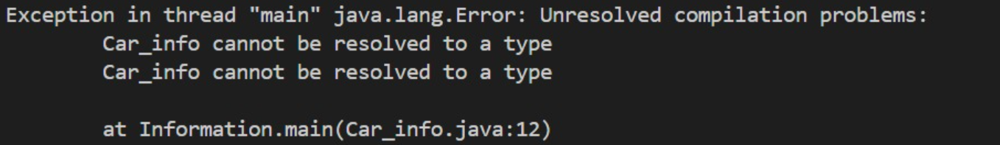 Exception in thread "main" java.lang.Error: Unresolved compilation problems:
Car_info cannot be resolved to a type
Car_info cannot be resolved to a type
at Information.main(Car_info.java:12)